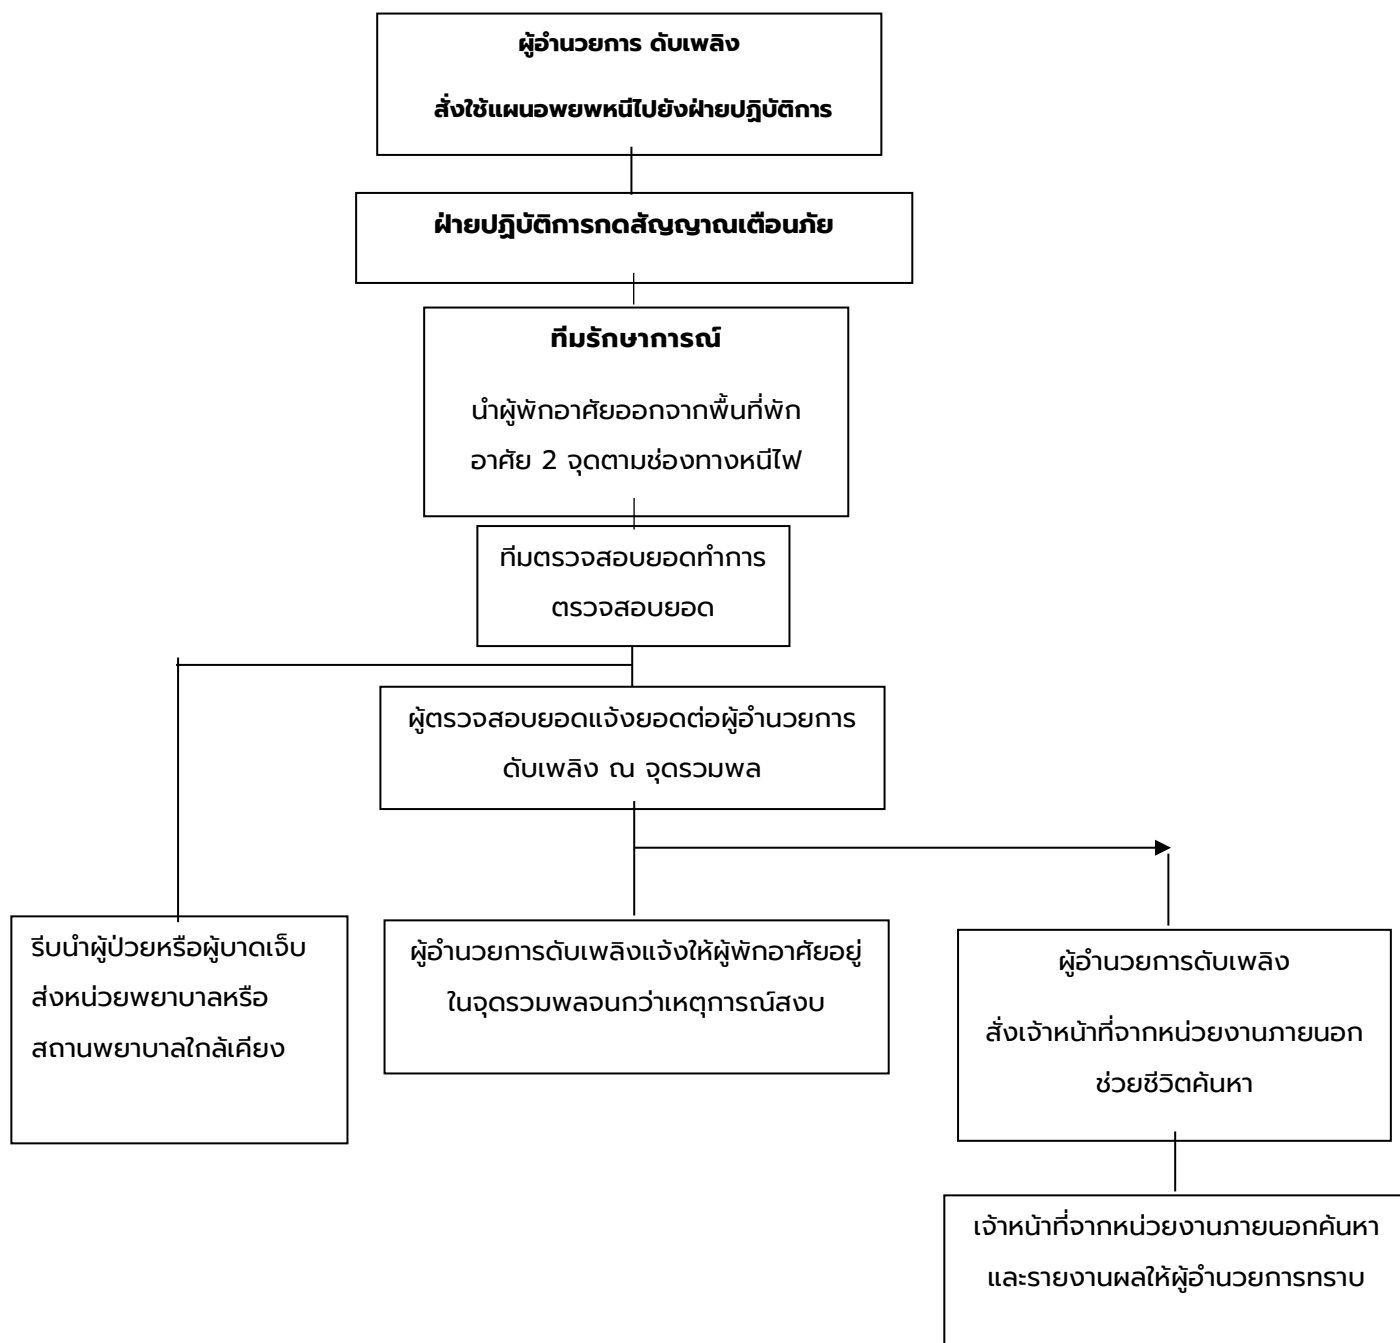 ผู้อำนวยการ ดับเพลิง
สั่งใช้แผนอพยพหนีไปยังฝ่ายปฏิบัติการ
ฝ่ายปฏิบัติการกดสัญญาณเตือนภัย
ทีมรักษาการณ์
นำผู้พักอาศัยออกจากพื้นที่พัก
อาศัย 2 จุดตามช่องทางหนีไฟ
ทีมตรวจสอบยอดทำการ
ตรวจสอบยอด
ผู้ตรวจสอบยอดแจ้งยอดต่อผู้อำนวยการ
ดับเพลิง ณ จุดรวมพล
รีบนำผู้ป่วยหรือผู้บาดเจ็บ
ส่งหน่วยพยาบาลหรือ
สถานพยาบาลใกล้เคียง
ผู้อำนวยการดับเพลิงแจ้งให้ผู้พักอาศัยอยู่
ในจุดรวมพลจนกว่าเหตุการณ์สงบ
ผู้อำนวยการดับเพลิง
สั่งเจ้าหน้าที่จากหน่วยงานภายนอก
ช่วยชีวิตค้นหา
เจ้าหน้าที่จากหน่วยงานภายนอกค้นหา
และรายงานผลให้ผู้อำนวยการทราบ